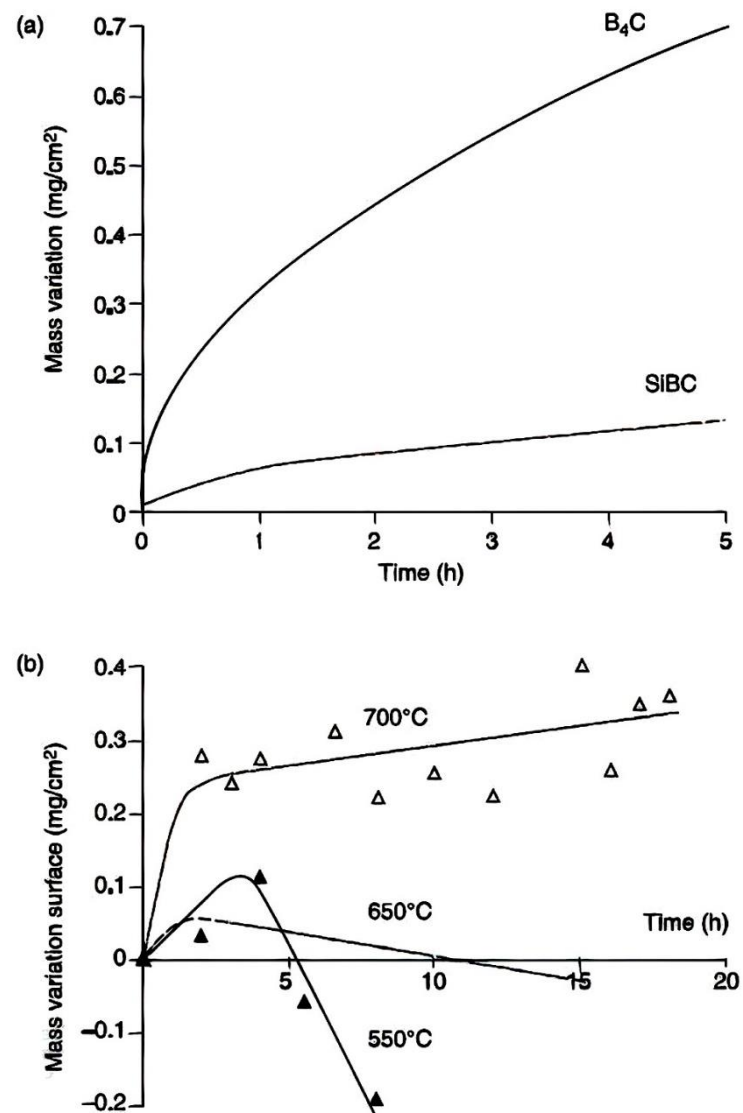 (a)
Mass variation (mg/cm²)
0.7
0.6
0.5
0.4
0.3
0.2
0.1
0
B₄C
SiBC
0 1 2 3 4 5
Time (h)
(b)
Mass variation surface (mg/cm²)
0.4
0.3
0.2
0.1
0
–0.1
–0.2
700°C
650°C
Time (h)
5 10 15 20
550°C